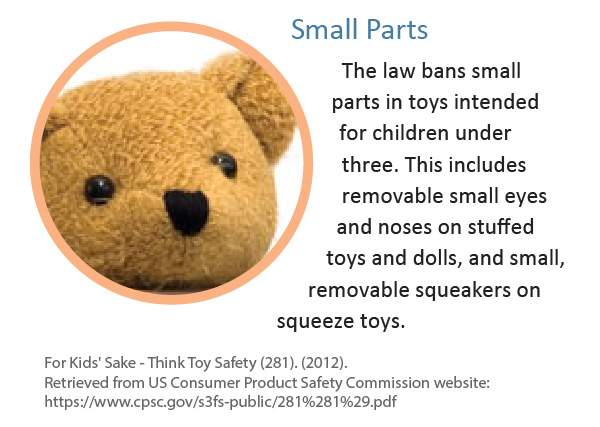 Small Parts
The law bans small
parts in toys intended
for children under
three. This includes
removable small eyes
and noses on stuffed
toys and dolls, and small,
removable squeakers on
squeeze toys.
For Kids' Sake - Think Toy Safety (281). (2012).
Retrieved from US Consumer Product Safety Commission website:
https://www.cpsc.gov/s3fs-public/281%281%29.pdf